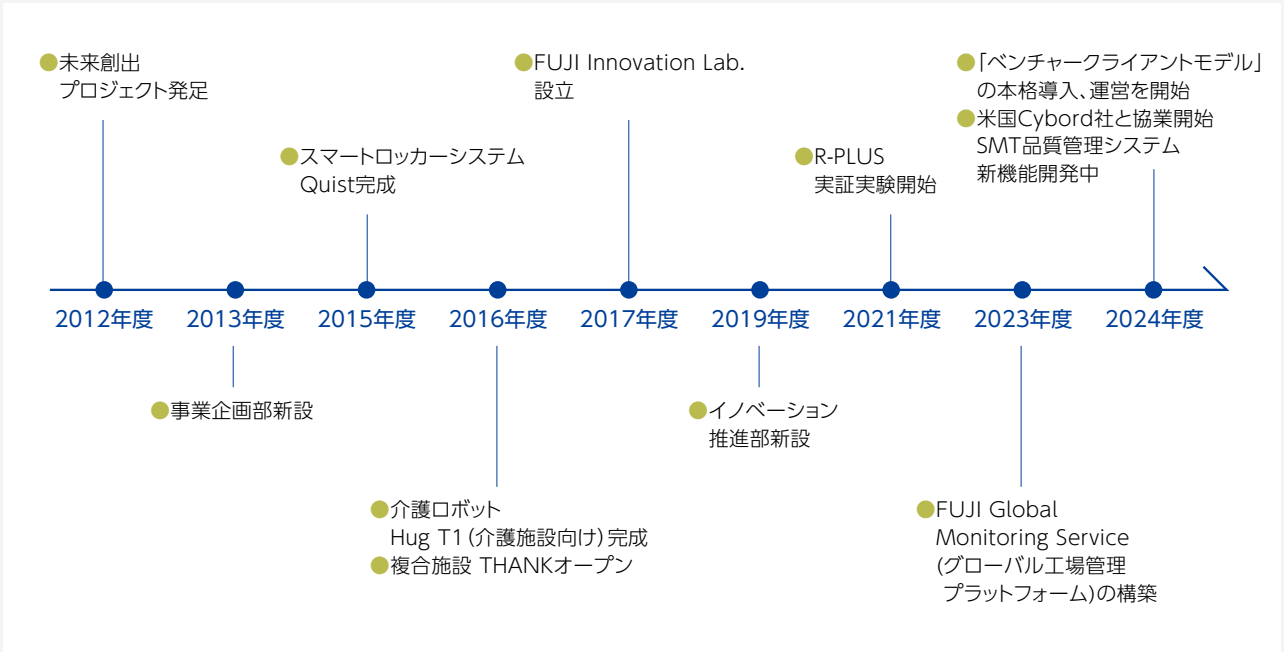 ●未来創出
プロジェクト発足
●FUJI Innovation Lab.
設立
●「ベンチャークライアントモデル」
の本格導入、運営を開始
●米国Cybord社と協業開始
SMT品質管理システム
新機能開発中
●スマートロッカーシステム
Quist完成
●R-PLUS
実証実験開始
2012年度 2013年度 2015年度 2016年度 2017年度 2019年度 2021年度 2023年度 2024年度
●事業企画部新設
●イノベーション
推進部新設
●介護ロボット
Hug T1（介護施設向け）完成
●複合施設 THANKオープン
●FUJI Global
Monitoring Service
(グローバル工場管理
プラットフォーム)の構築